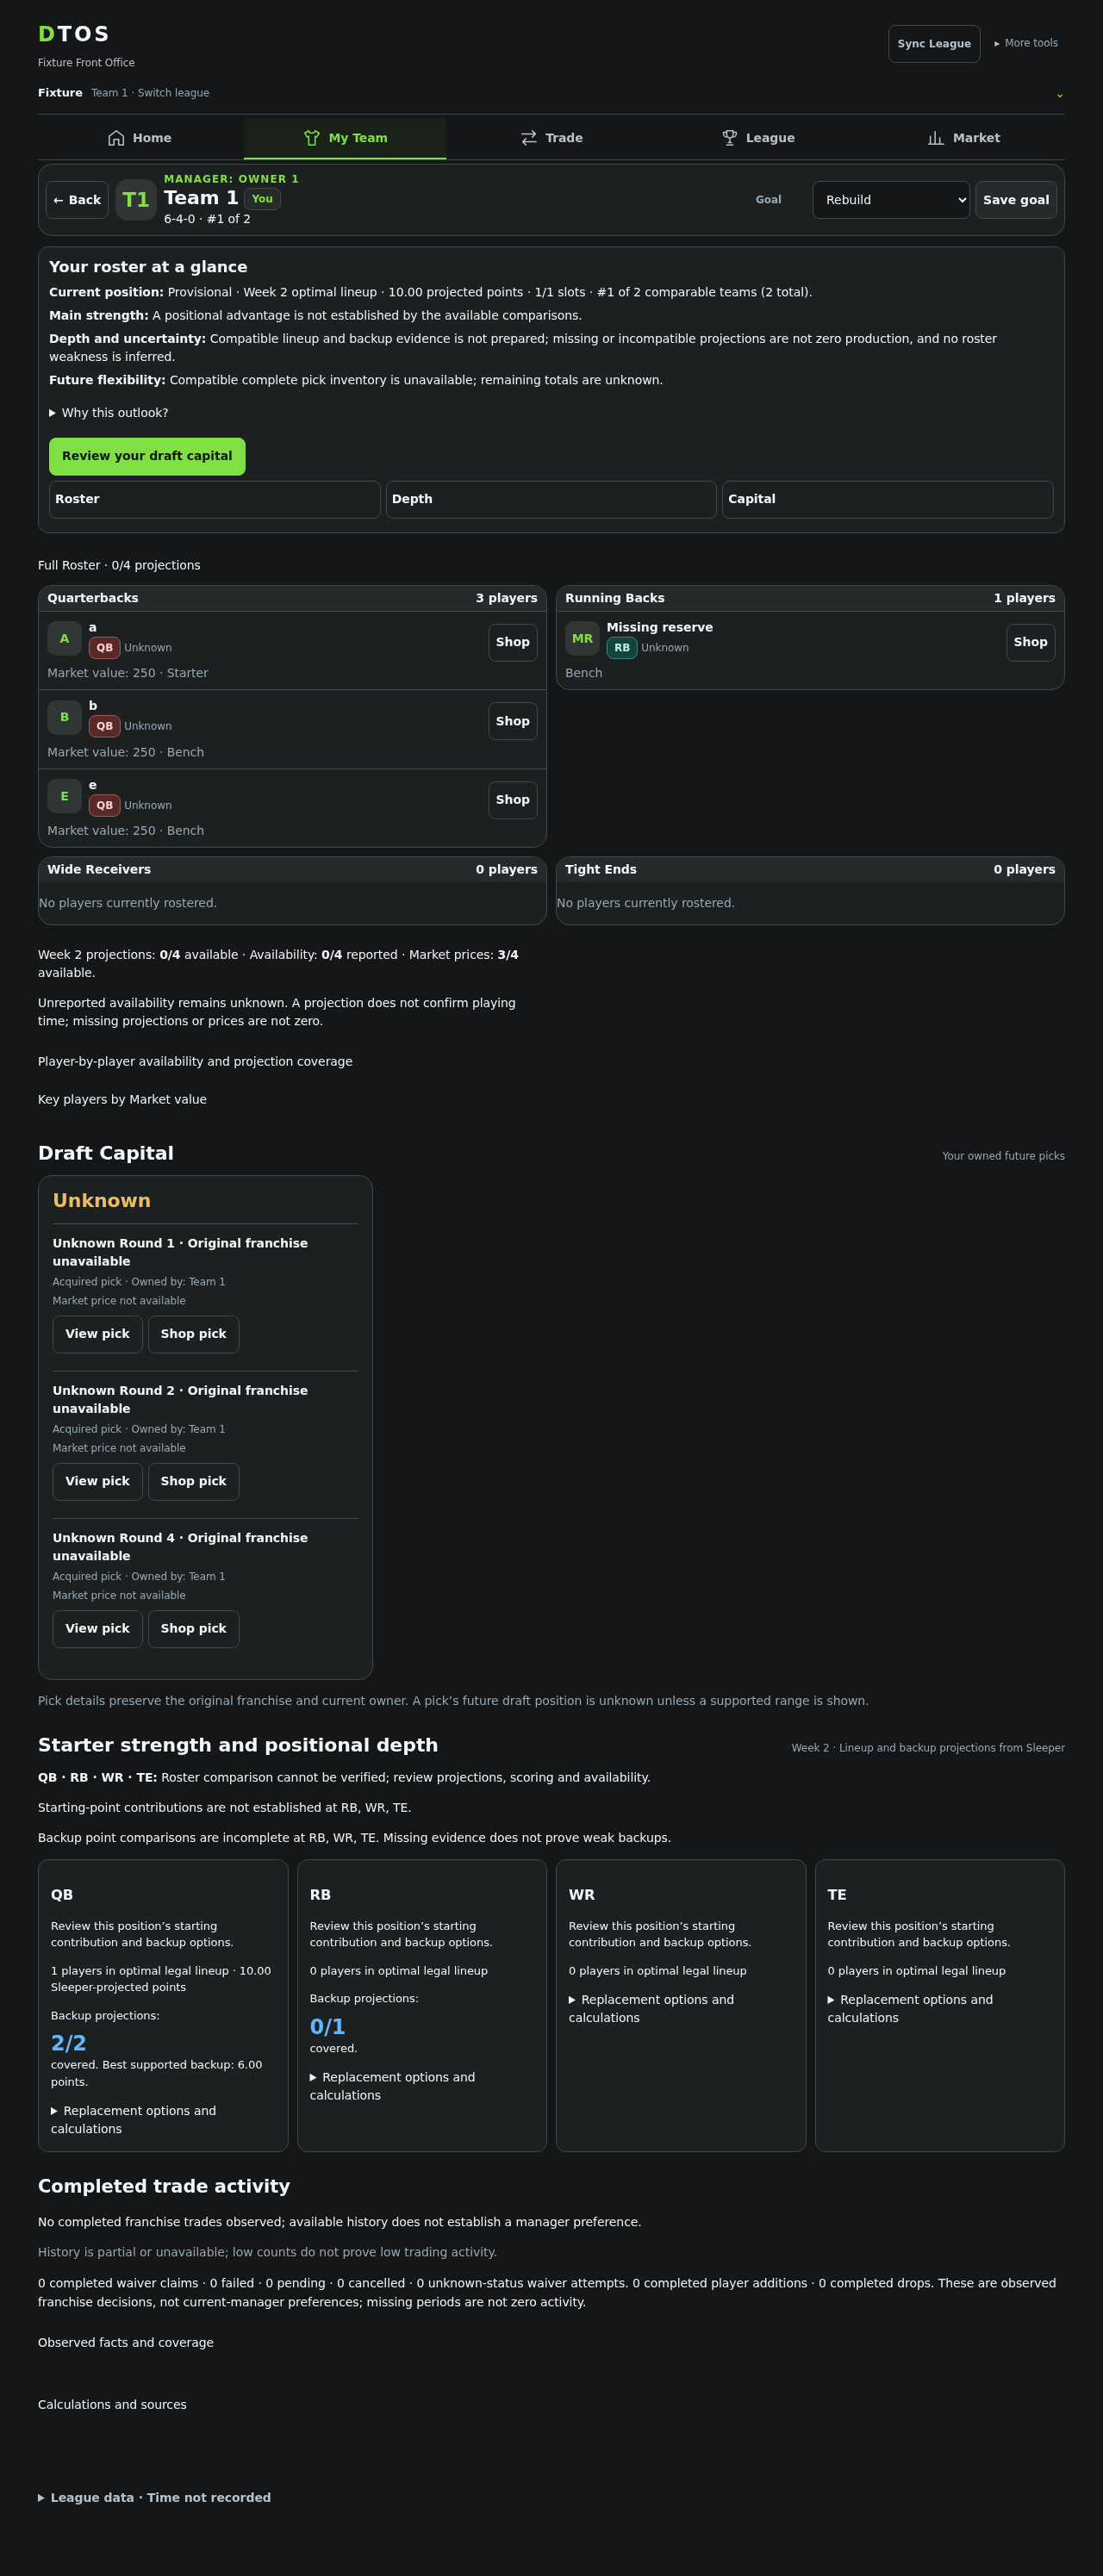 DTOS
Fixture Front Office
Sync League
▸ More tools
Fixture Team 1 · Switch league
Home
My Team
Trade
League
Market
← Back
T1
MANAGER: OWNER 1
Team 1 You
6-4-0 · #1 of 2
Goal
Rebuild
Save goal
Your roster at a glance
Current position: Provisional · Week 2 optimal lineup · 10.00 projected points · 1/1 slots · #1 of 2 comparable teams (2 total).
Main strength: A positional advantage is not established by the available comparisons.
Depth and uncertainty: Compatible lineup and backup evidence is not prepared; missing or incompatible projections are not zero production, and no roster
weakness is inferred.
Future flexibility: Compatible complete pick inventory is unavailable; remaining totals are unknown.
▶ Why this outlook?
Review your draft capital
Roster
Depth
Capital
Full Roster · 0/4 projections
Quarterbacks 3 players
A
a
QB Unknown
Shop
Market value: 250 · Starter
B
b
QB Unknown
Shop
Market value: 250 · Bench
E
e
QB Unknown
Shop
Market value: 250 · Bench
Running Backs 1 players
MR
Missing reserve
RB Unknown
Shop
Bench
Wide Receivers 0 players
No players currently rostered.
Tight Ends 0 players
No players currently rostered.
Week 2 projections: 0/4 available · Availability: 0/4 reported · Market prices: 3/4
available.
Unreported availability remains unknown. A projection does not confirm playing
time; missing projections or prices are not zero.
Player-by-player availability and projection coverage
Key players by Market value
Draft Capital
Your owned future picks
Unknown
Unknown Round 1 · Original franchise
unavailable
Acquired pick · Owned by: Team 1
Market price not available
View pick
Shop pick
Unknown Round 2 · Original franchise
unavailable
Acquired pick · Owned by: Team 1
Market price not available
View pick
Shop pick
Unknown Round 4 · Original franchise
unavailable
Acquired pick · Owned by: Team 1
Market price not available
View pick
Shop pick
Pick details preserve the original franchise and current owner. A pick’s future draft position is unknown unless a supported range is shown.
Starter strength and positional depth
Week 2 · Lineup and backup projections from Sleeper
QB · RB · WR · TE: Roster comparison cannot be verified; review projections, scoring and availability.
Starting-point contributions are not established at RB, WR, TE.
Backup point comparisons are incomplete at RB, WR, TE. Missing evidence does not prove weak backups.
QB
Review this position’s starting
contribution and backup options.
1 players in optimal legal lineup · 10.00
Sleeper-projected points
Backup projections:
2/2
covered. Best supported backup: 6.00
points.
▶ Replacement options and
calculations
RB
Review this position’s starting
contribution and backup options.
0 players in optimal legal lineup
Backup projections:
0/1
covered.
▶ Replacement options and
calculations
WR
Review this position’s starting
contribution and backup options.
0 players in optimal legal lineup
▶ Replacement options and
calculations
TE
Review this position’s starting
contribution and backup options.
0 players in optimal legal lineup
▶ Replacement options and
calculations
Completed trade activity
No completed franchise trades observed; available history does not establish a manager preference.
History is partial or unavailable; low counts do not prove low trading activity.
0 completed waiver claims · 0 failed · 0 pending · 0 cancelled · 0 unknown-status waiver attempts. 0 completed player additions · 0 completed drops. These are observed
franchise decisions, not current-manager preferences; missing periods are not zero activity.
Observed facts and coverage
Calculations and sources
▶ League data · Time not recorded